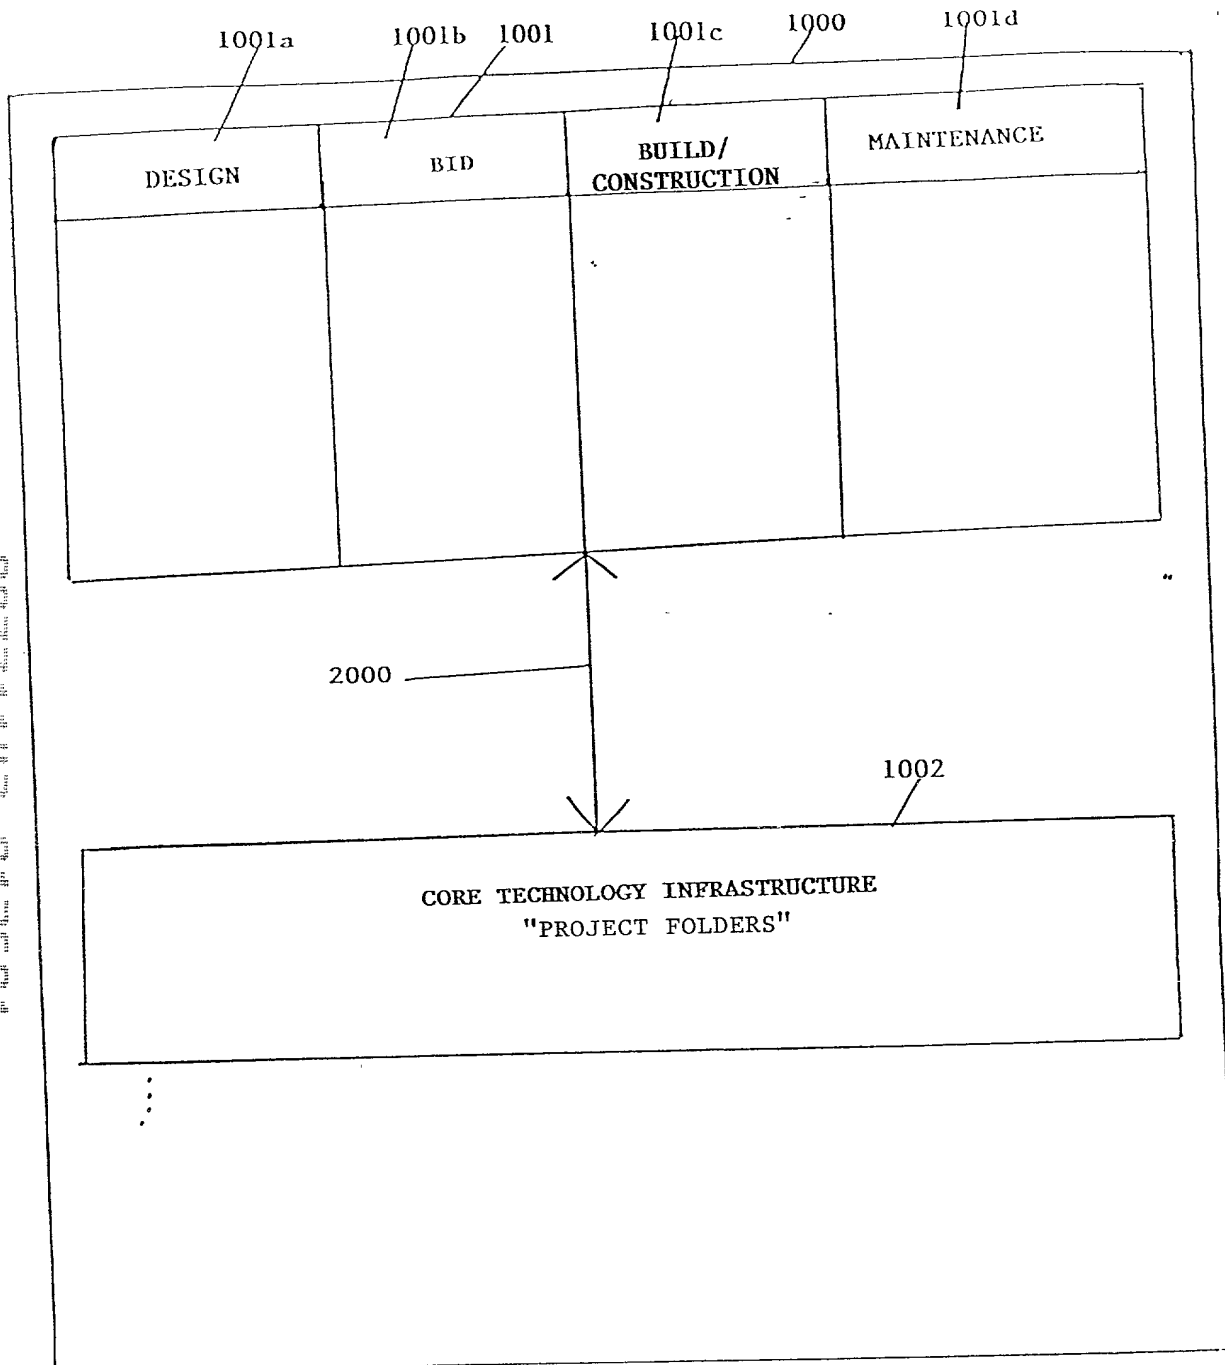 1001a 1001b 1001 1001c 1000 1001d
DESIGN
BID
BUILD/
CONSTRUCTION
MAINTENANCE
2000
1002
CORE TECHNOLOGY INFRASTRUCTURE
"PROJECT FOLDERS"